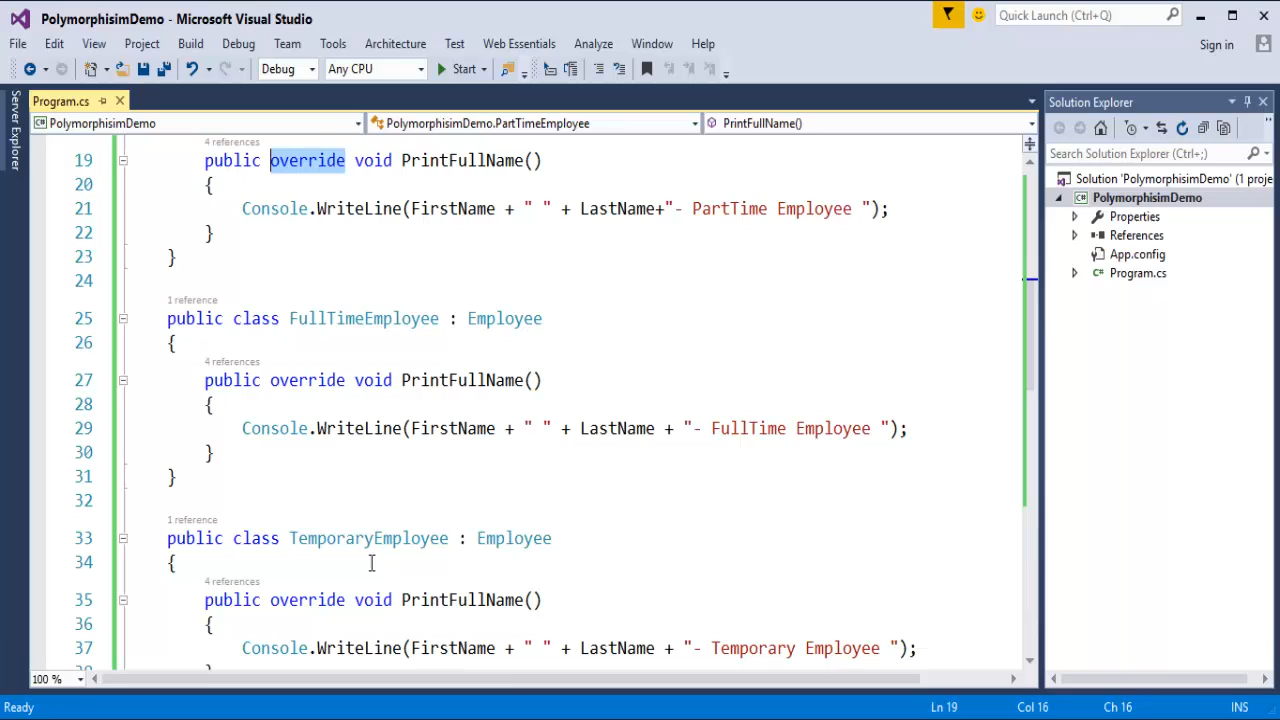 PolymorphisimDemo - Microsoft Visual Studio
Quick Launch (Ctrl+Q)
File Edit View Project Build Debug Team Tools Architecture Test Web Essentials Analyze Window Help
Sign in
Debug Any CPU Start
Server Explorer
Program.cs
PolymorphisimDemo PolymorphisimDemo.PartTimeEmployee PrintFullName()
4 references
19 public override void PrintFullName()
20 {
21 Console.WriteLine(FirstName + " " + LastName+"- PartTime Employee ");
22 }
23 }
24
1 reference
25 public class FullTimeEmployee : Employee
26 {
4 references
27 public override void PrintFullName()
28 {
29 Console.WriteLine(FirstName + " " + LastName + "- FullTime Employee ");
30 }
31 }
32
1 reference
33 public class TemporaryEmployee : Employee
34 {
4 references
35 public override void PrintFullName()
36 {
37 Console.WriteLine(FirstName + " " + LastName + "- Temporary Employee ");
100 %
Solution Explorer
Search Solution Explorer (Ctrl+;)
Solution 'PolymorphisimDemo' (1 proje
C# PolymorphisimDemo
Properties
References
App.config
C# Program.cs
Ready Ln 19 Col 16 Ch 16 INS